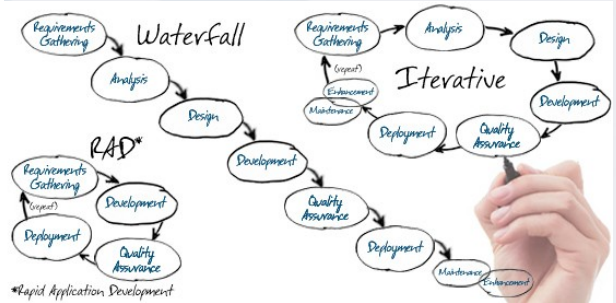 Waterfall
Requirements
Gathering
Analysis
Design
Development
Quality
Assurance
Deployment
Maintenance
Enhancement
Iterative
Requirements
Gathering
Analysis
Design
Development
Quality
Assurance
Deployment
Maintenance
Enhancement
(repeat)
RAD*
Requirements
Gathering
Development
Quality
Assurance
Deployment
(repeat)
*Rapid Application Development